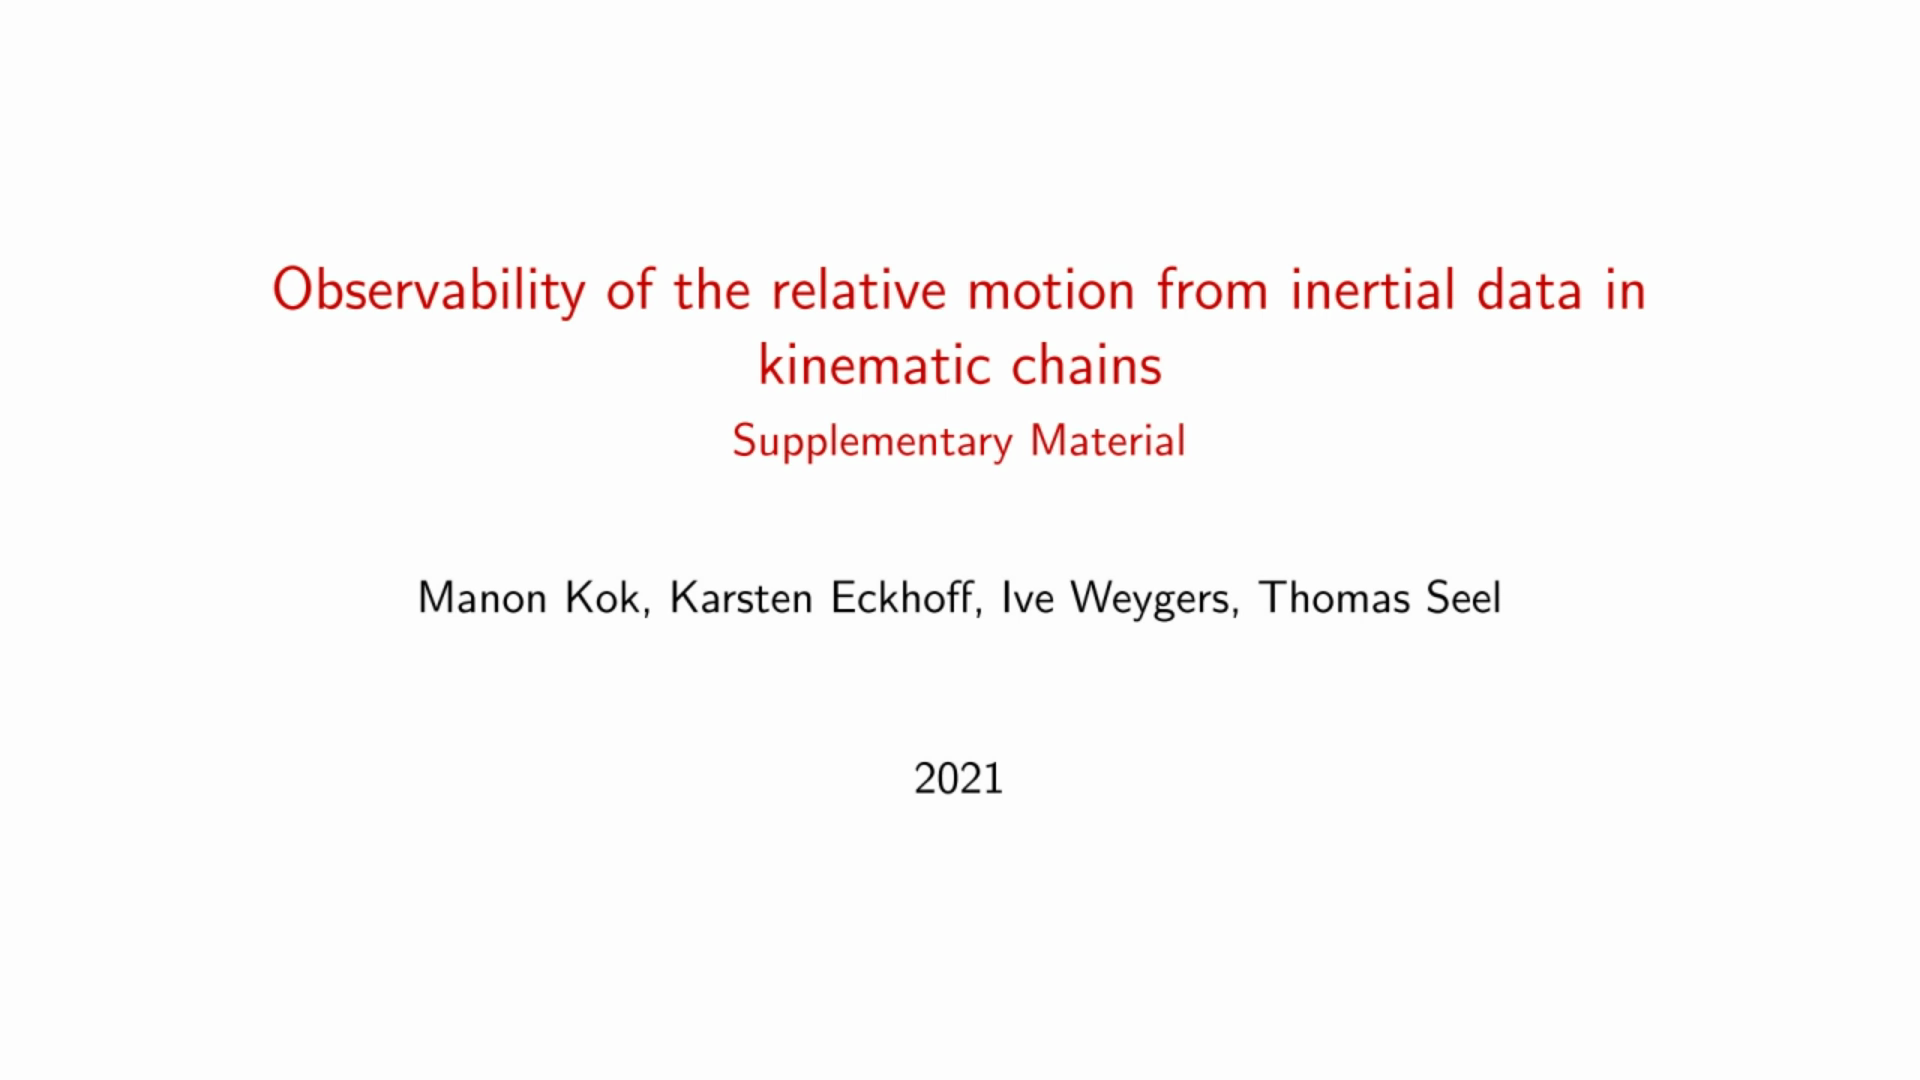 Observability of the relative motion from inertial data in
kinematic chains
Supplementary Material
Manon Kok, Karsten Eckhoff, Ive Weygers, Thomas Seel
2021